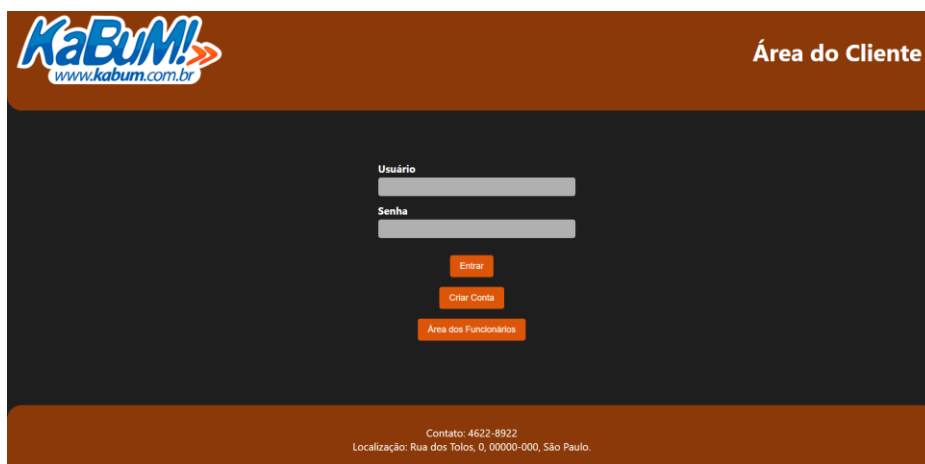 KaBuM!
www.kabum.com.br
Área do Cliente
Usuário
Senha
Entrar
Criar Conta
Área dos Funcionários
Contato: 4622-8922
Localização: Rua dos Tolos, 0, 00000-000, São Paulo.